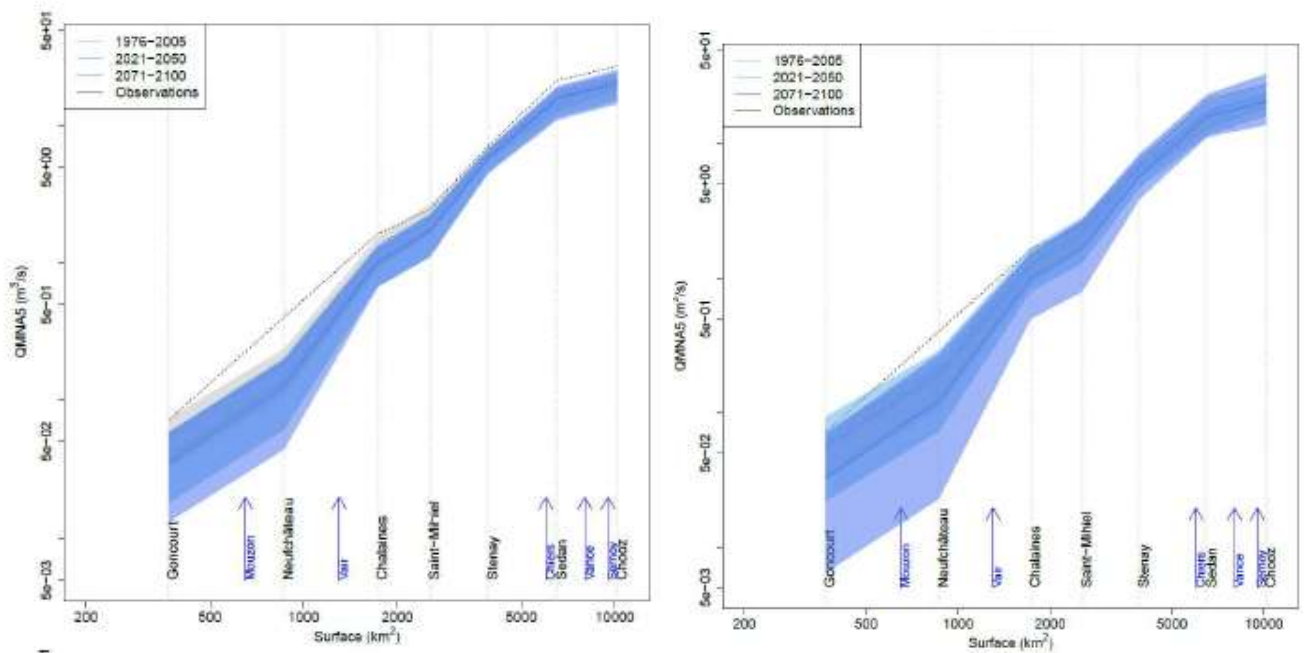 5e+01
1976-2005
2021-2050
2071-2100
Observations
5e+00
QMNA5 (m³/s)
5e-01
5e-02
5e-03
Goncourt
Mouzon
Neufchâteau
Vair
Chalaines
Saint-Mihiel
Stenay
Chiers
Sedan
Vence
Chooz
200
500
1000
2000
5000
10000
Surface (km²)
5e+01
1976-2005
2021-2050
2071-2100
Observations
5e+00
QMNA5 (m³/s)
5e-01
5e-02
5e-03
Goncourt
Mouzon
Neufchâteau
Vair
Chalaines
Saint-Mihiel
Stenay
Chiers
Sedan
Vence
Chooz
200
500
1000
2000
5000
10000
Surface (km²)